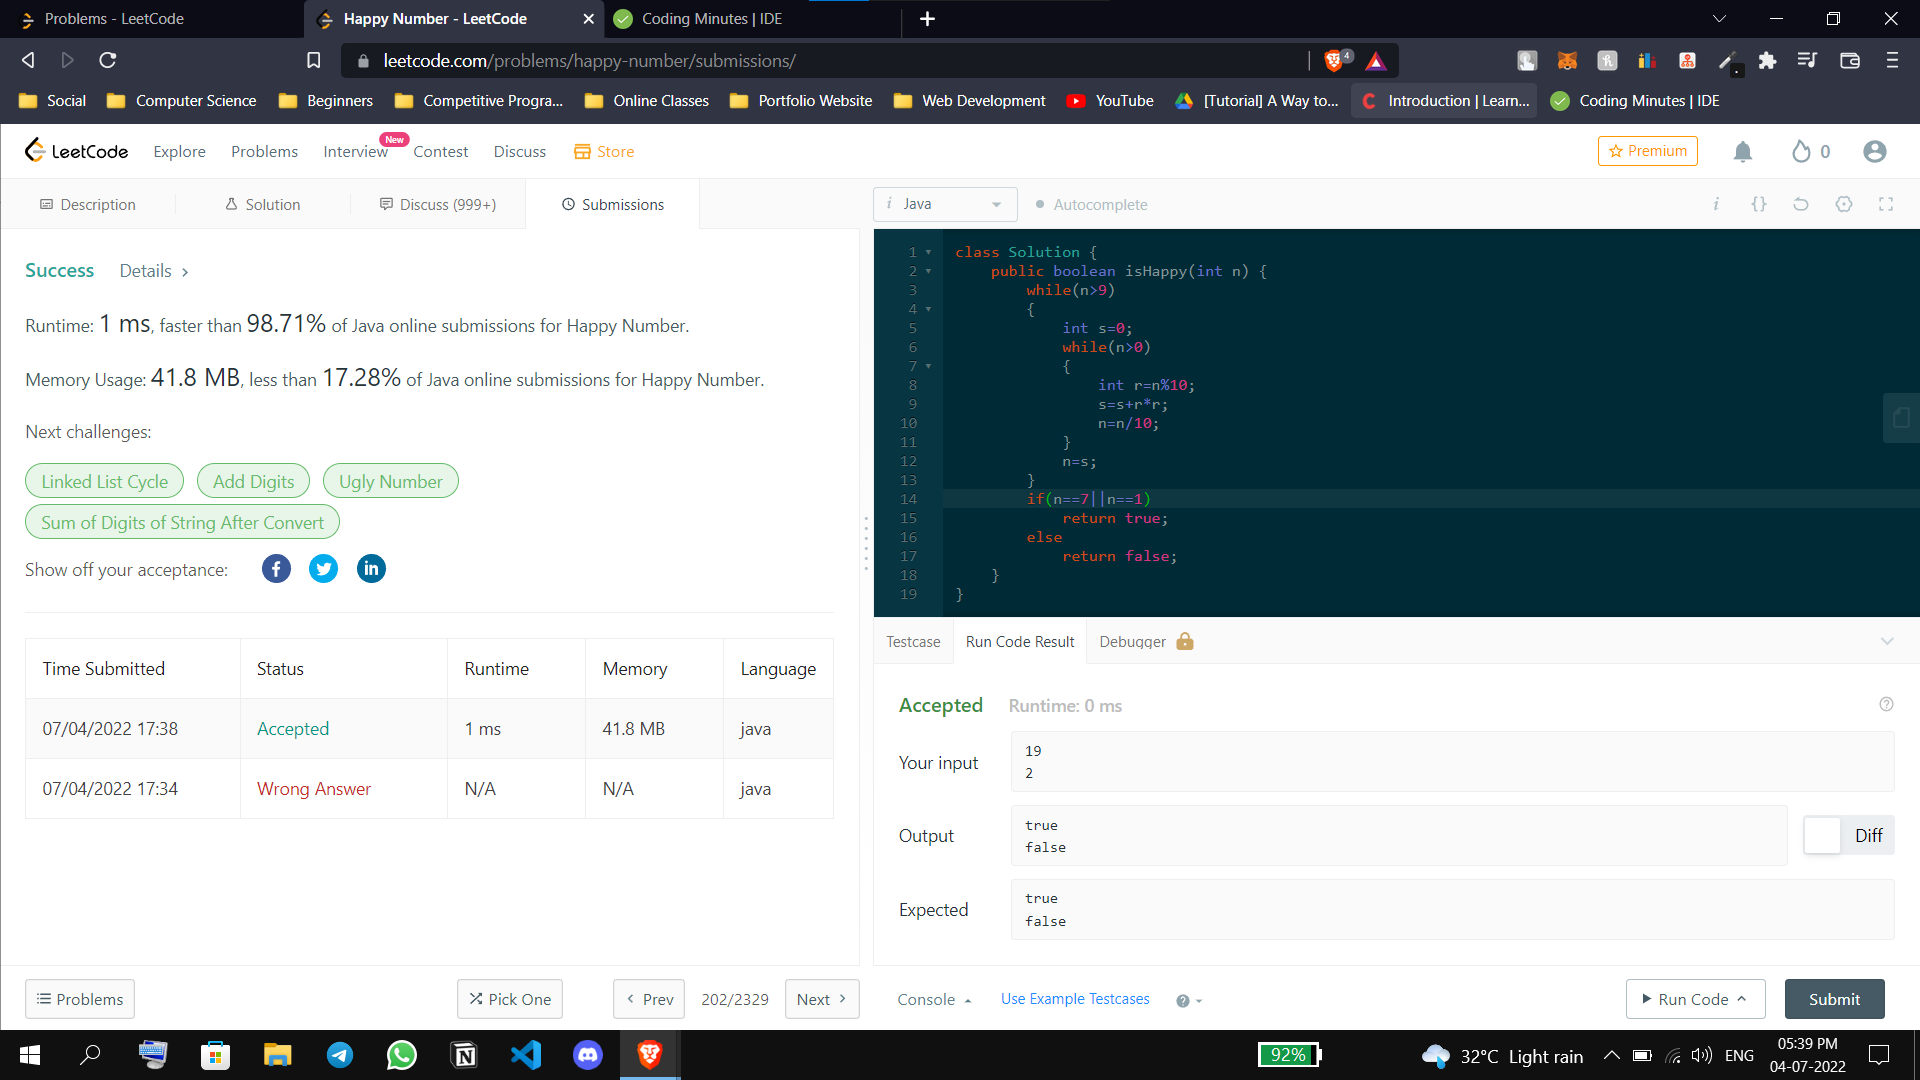 Problems - LeetCode
Happy Number - LeetCode
Coding Minutes | IDE
leetcode.com/problems/happy-number/submissions/
4
Social
Computer Science
Beginners
Competitive Progra...
Online Classes
Portfolio Website
Web Development
YouTube
[Tutorial] A Way to...
Introduction | Learn...
Coding Minutes | IDE
LeetCode
Explore
Problems
Interview
New
Contest
Discuss
Store
Premium
0
Description
Solution
Discuss (999+)
Submissions
Success
Details >
Runtime: 1 ms, faster than 98.71% of Java online submissions for Happy Number.
Memory Usage: 41.8 MB, less than 17.28% of Java online submissions for Happy Number.
Next challenges:
Linked List Cycle
Add Digits
Ugly Number
Sum of Digits of String After Convert
Show off your acceptance:
Time Submitted Status Runtime Memory Language
07/04/2022 17:38 Accepted 1 ms 41.8 MB java
07/04/2022 17:34 Wrong Answer N/A N/A java
Problems
Pick One
< Prev
202/2329
Next >
i Java
Autocomplete
i {}
1 class Solution {
2 public boolean isHappy(int n) {
3 while(n>9)
4 {
5 int s=0;
6 while(n>0)
7 {
8 int r=n%10;
9 s=s+r*r;
10 n=n/10;
11 }
12 n=s;
13 }
14 if(n==7||n==1)
15 return true;
16 else
17 return false;
18 }
19 }
Testcase
Run Code Result
Debugger
Accepted Runtime: 0 ms
Your input
19
2
Output
true
false
Diff
Expected
true
false
Console
Use Example Testcases
Run Code
Submit
92%
32°C Light rain
ENG
05:39 PM
04-07-2022